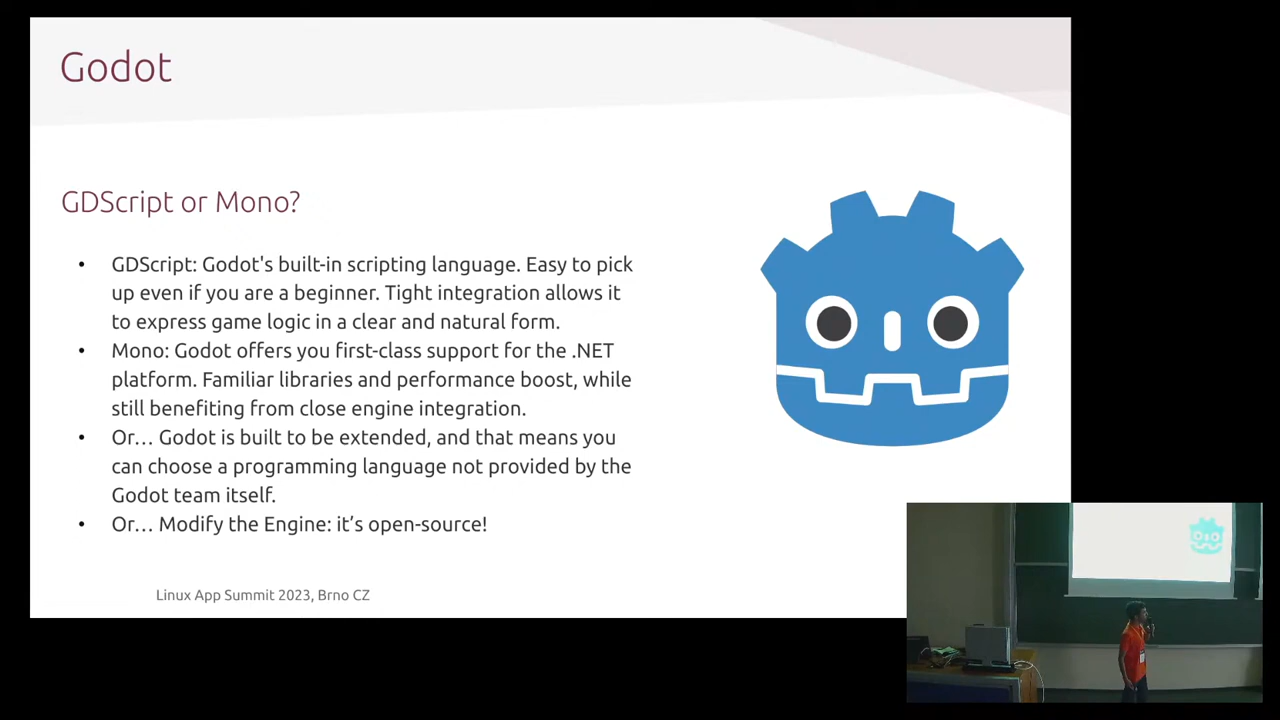 Godot
GDScript or Mono?
• GDScript: Godot's built-in scripting language. Easy to pick
up even if you are a beginner. Tight integration allows it
to express game logic in a clear and natural form.
• Mono: Godot offers you first-class support for the .NET
platform. Familiar libraries and performance boost, while
still benefiting from close engine integration.
• Or… Godot is built to be extended, and that means you
can choose a programming language not provided by the
Godot team itself.
• Or… Modify the Engine: it’s open-source!
Linux App Summit 2023, Brno CZ